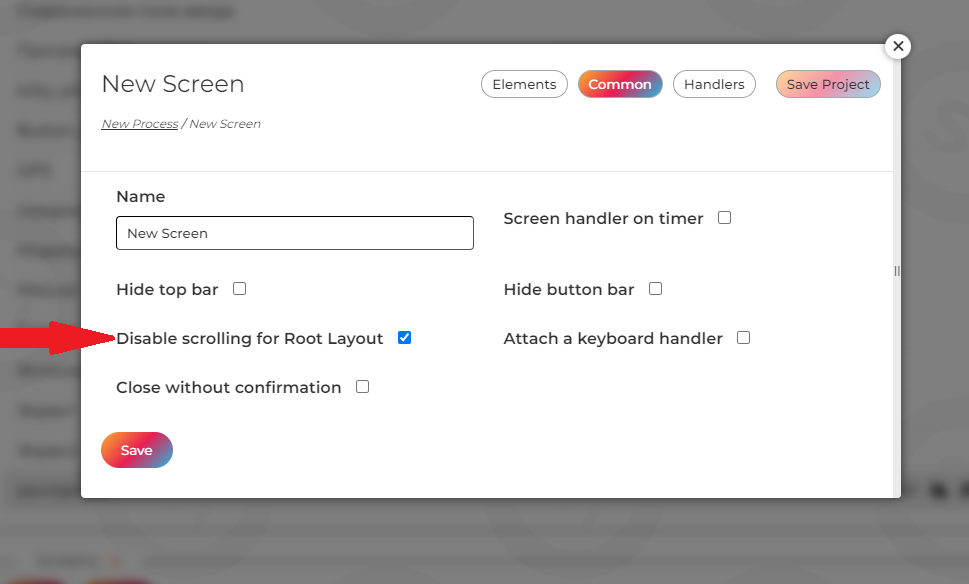 New Screen
Elements
Common
Handlers
Save Project
New Process / New Screen
Name
New Screen
Screen handler on timer
Hide top bar
Hide button bar
Disable scrolling for Root Layout
Attach a keyboard handler
Close without confirmation
Save